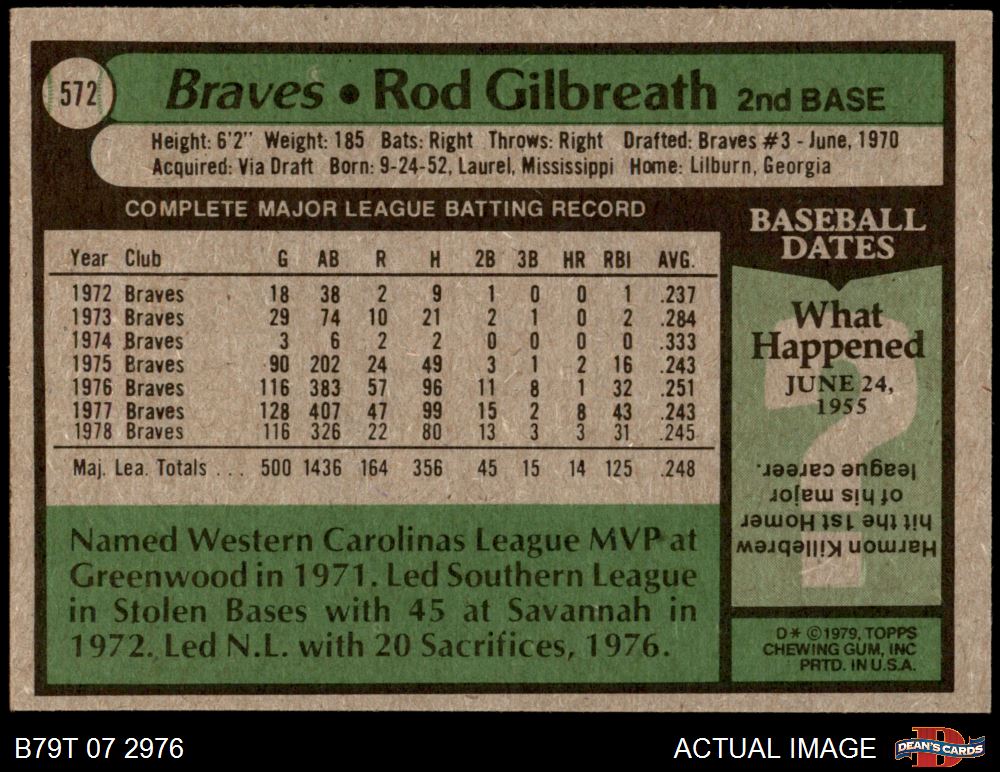 572
Braves • Rod Gilbreath 2nd BASE
Height: 6'2" Weight: 185 Bats: Right Throws: Right Drafted: Braves #3 - June, 1970
Acquired: Via Draft Born: 9-24-52, Laurel, Mississippi Home: Lilburn, Georgia
COMPLETE MAJOR LEAGUE BATTING RECORD
Year Club G AB R H 2B 3B HR RBI AVG.
1972 Braves 18 38 2 9 1 0 0 1 .237
1973 Braves 29 74 10 21 2 1 0 2 .284
1974 Braves 3 6 2 2 0 0 0 0 .333
1975 Braves 90 202 24 49 3 1 2 16 .243
1976 Braves 116 383 57 96 11 8 1 32 .251
1977 Braves 128 407 47 99 15 2 8 43 .243
1978 Braves 116 326 22 80 13 3 3 31 .245
Maj. Lea. Totals . . . 500 1436 164 356 45 15 14 125 .248
Named Western Carolinas League MVP at
Greenwood in 1971. Led Southern League
in Stolen Bases with 45 at Savannah in
1972. Led N.L. with 20 Sacrifices, 1976.
BASEBALL
DATES
What
Happened
JUNE 24,
1955
?
Harmon Killebrew
hit the 1st Homer
of his major
league career.
D* ©1979, TOPPS
CHEWING GUM, INC
PRTD. IN U.S.A.
B79T 07 2976
ACTUAL IMAGE
D
DEAN'S CARDS